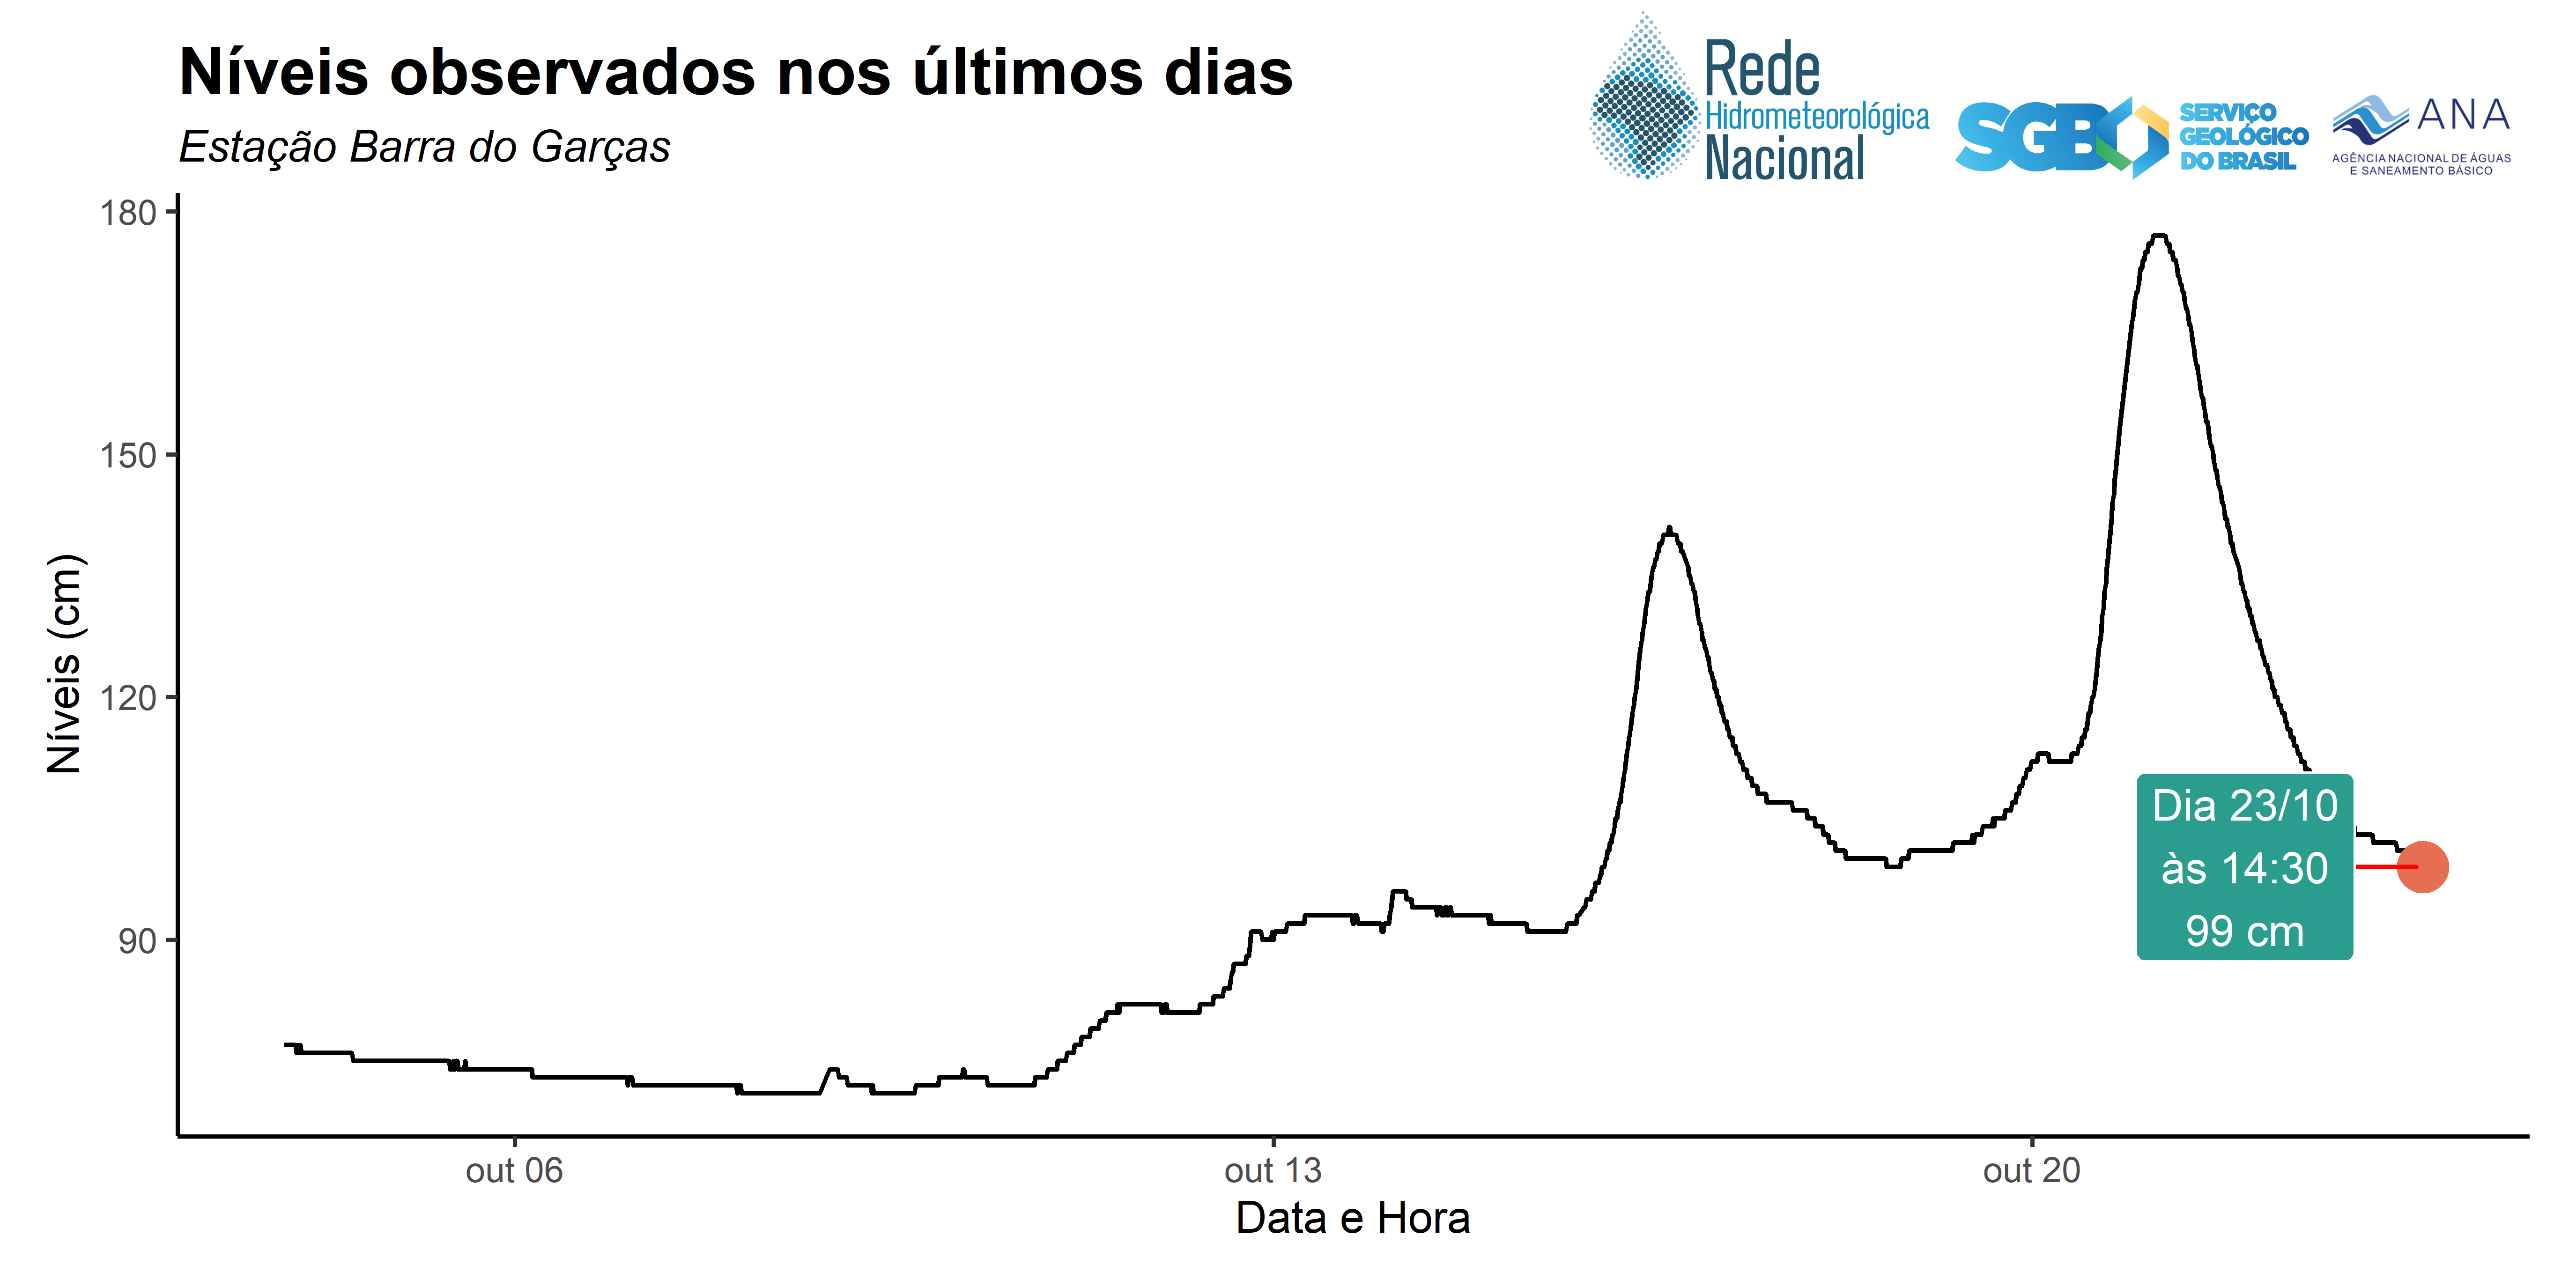 Níveis observados nos últimos dias
Estação Barra do Garças
Rede
Hidrometeorológica
Nacional
SGB
SERVIÇO
GEOLÓGICO
DO BRASIL
ANA
AGÊNCIA NACIONAL DE ÁGUAS
E SANEAMENTO BÁSICO
Níveis (cm)
180
150
120
90
Dia 23/10
às 14:30
99 cm
out 06
out 13
out 20
Data e Hora